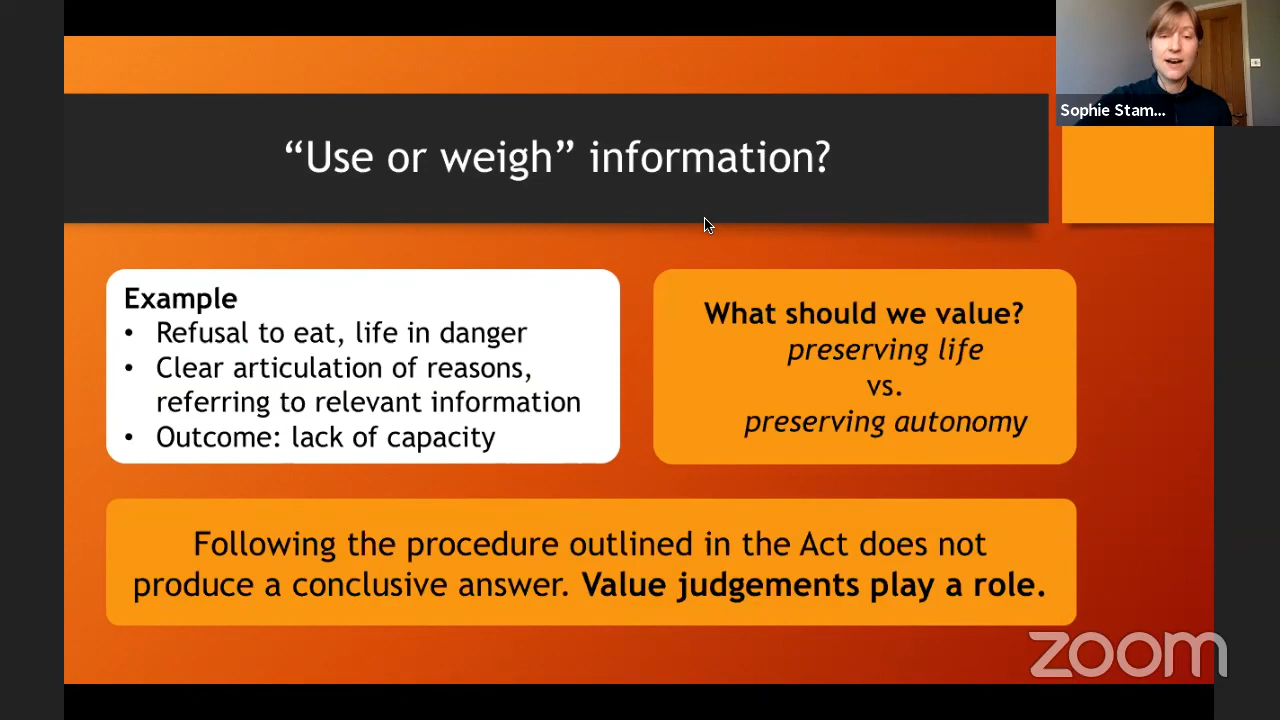 Sophie Stam...
“Use or weigh” information?
Example
• Refusal to eat, life in danger
• Clear articulation of reasons,
referring to relevant information
• Outcome: lack of capacity
What should we value?
preserving life
vs.
preserving autonomy
Following the procedure outlined in the Act does not
produce a conclusive answer. Value judgements play a role.
zoom